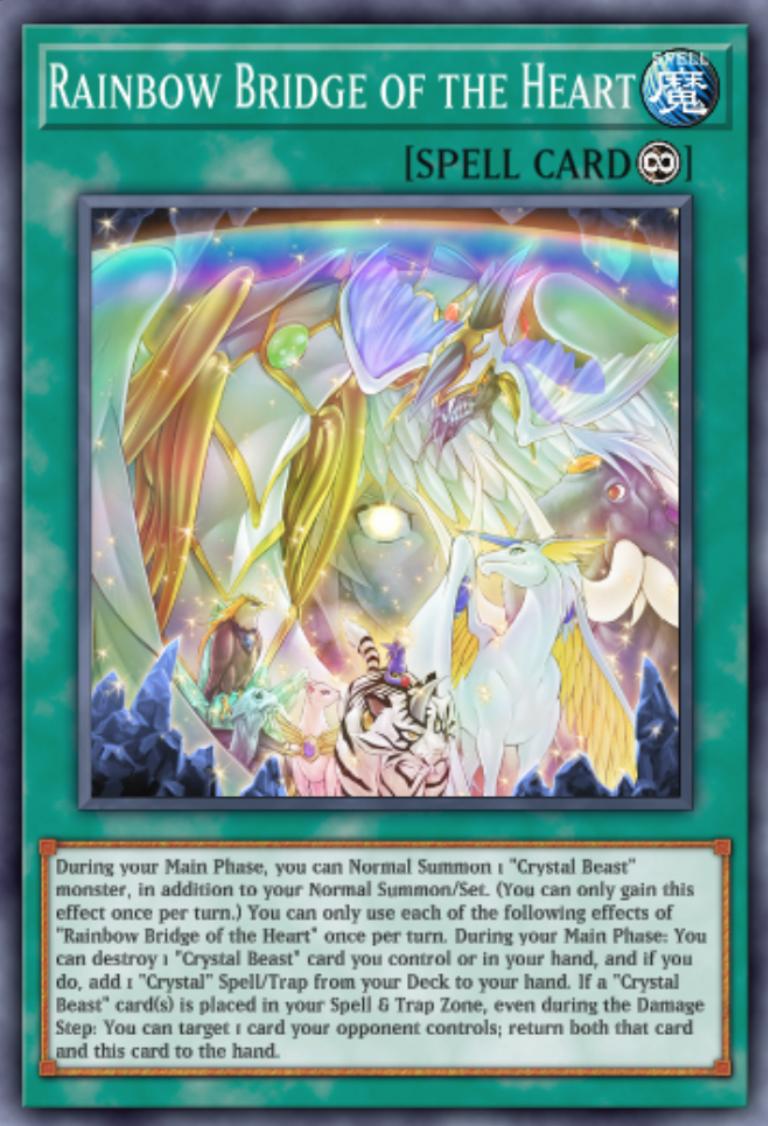 RAINBOW BRIDGE OF THE HEART
SPELL
魔
[SPELL CARD]
During your Main Phase, you can Normal Summon 1 "Crystal Beast"
monster, in addition to your Normal Summon/Set. (You can only gain this
effect once per turn.) You can only use each of the following effects of
"Rainbow Bridge of the Heart" once per turn. During your Main Phase: You
can destroy 1 "Crystal Beast" card you control or in your hand, and if you
do, add 1 "Crystal" Spell/Trap from your Deck to your hand. If a "Crystal
Beast" card(s) is placed in your Spell & Trap Zone, even during the Damage
Step: You can target 1 card your opponent controls; return both that card
and this card to the hand.